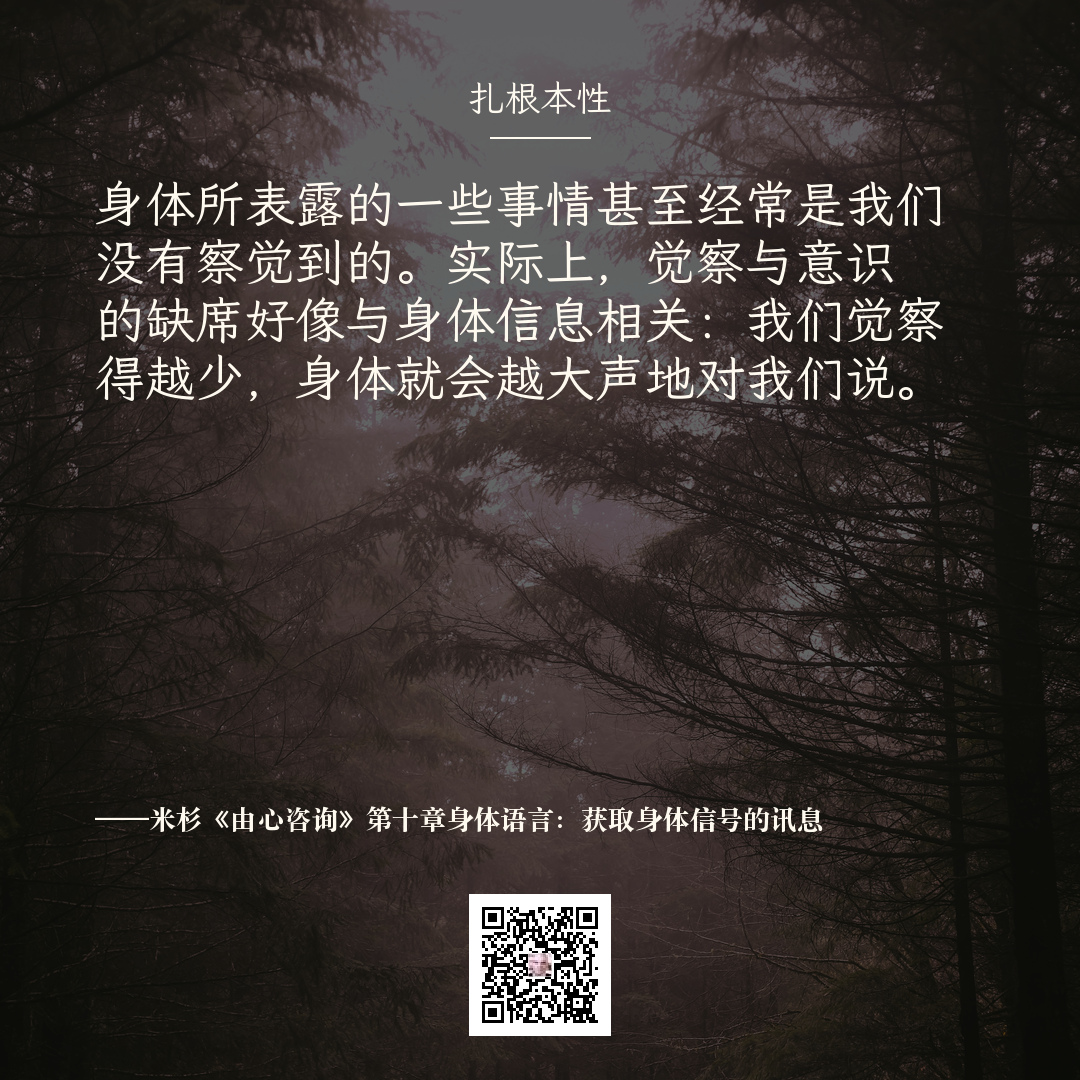 扎根本性
身体所表露的一些事情甚至经常是我们
没有察觉到的。实际上，觉察与意识
的缺席好像与身体信息相关：我们觉察
得越少，身体就会越大声地对我们说。
——米杉《由心咨询》第十章身体语言：获取身体信号的讯息